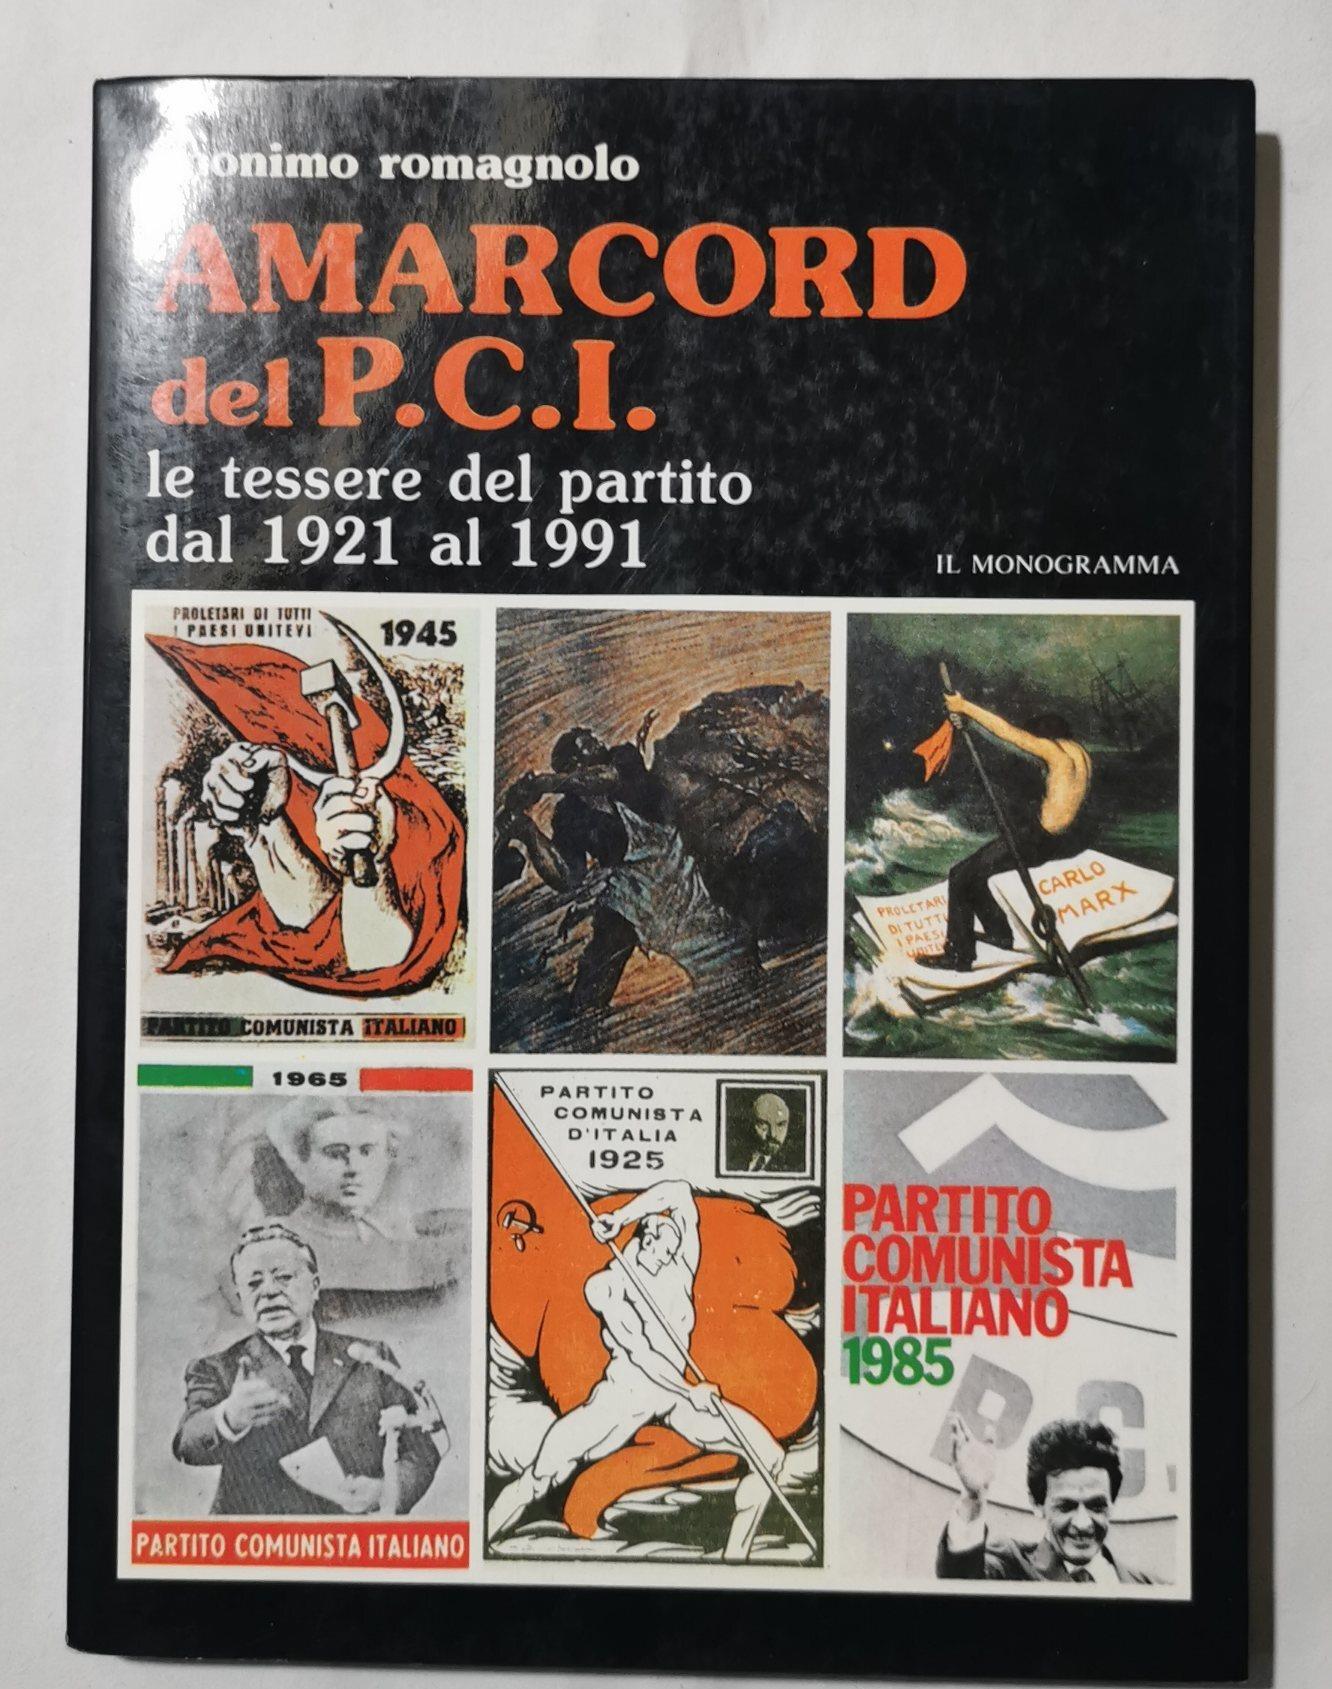 onimo romagnolo
AMARCORD
del P.C.I.
le tessere del partito
dal 1921 al 1991
IL MONOGRAMMA
PROLETARI DI TUTTI
I PAESI UNITEVI
1945
PARTITO COMUNISTA ITALIANO
PROLETARI
DI TUTTI
I PAESI
UNITE
CARLO
MARX
1965
PARTITO COMUNISTA ITALIANO
PARTITO
COMUNISTA
D'ITALIA
1925
PARTITO
COMUNISTA
ITALIANO
1985
P.C.